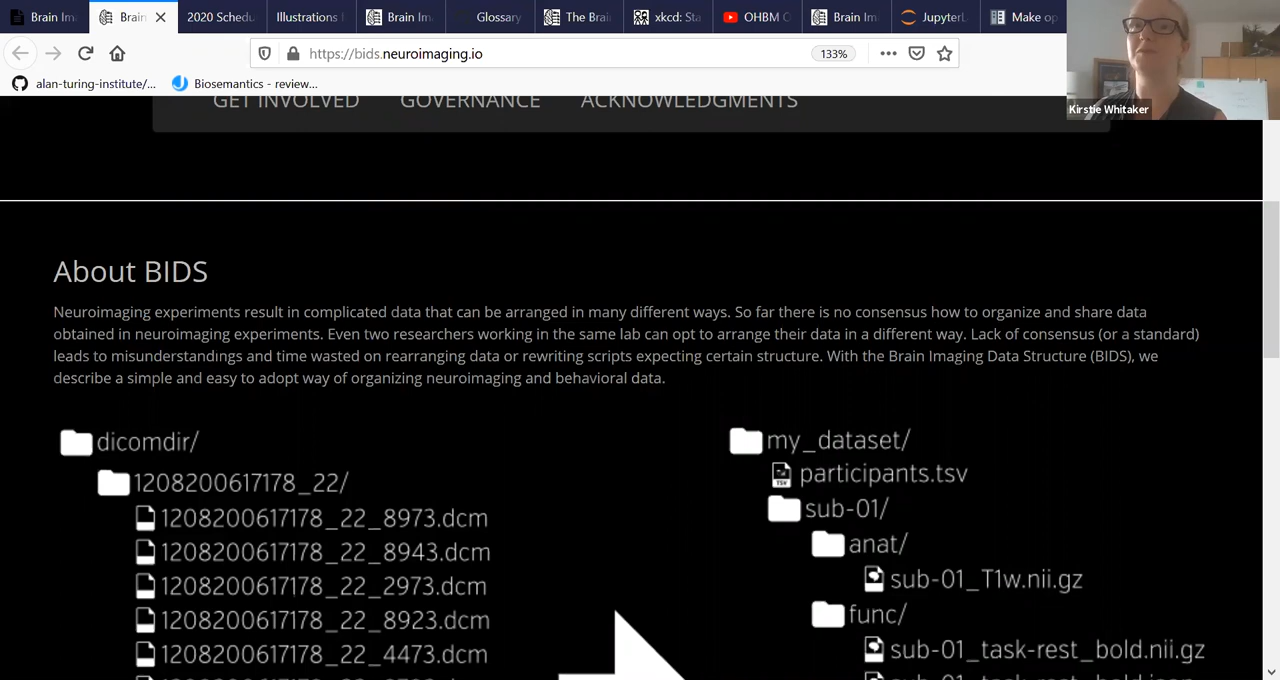 Brain Im
Brain
2020 Schedu
Illustrations
Brain Im
Glossary
The Brai
xkcd: Sta
OHBM O
Brain Im
JupyterL
Make op
https://bids.neuroimaging.io
133%
alan-turing-institute/...
Biosemantics - review...
Kirstie Whitaker
GET INVOLVED
GOVERNANCE
ACKNOWLEDGMENTS
About BIDS
Neuroimaging experiments result in complicated data that can be arranged in many different ways. So far there is no consensus how to organize and share data
obtained in neuroimaging experiments. Even two researchers working in the same lab can opt to arrange their data in a different way. Lack of consensus (or a standard)
leads to misunderstandings and time wasted on rearranging data or rewriting scripts expecting certain structure. With the Brain Imaging Data Structure (BIDS), we
describe a simple and easy to adopt way of organizing neuroimaging and behavioral data.
dicomdir/
1208200617178_22/
1208200617178_22_8973.dcm
1208200617178_22_8943.dcm
1208200617178_22_2973.dcm
1208200617178_22_8923.dcm
1208200617178_22_4473.dcm
my_dataset/
participants.tsv
sub-01/
anat/
sub-01_T1w.nii.gz
func/
sub-01_task-rest_bold.nii.gz